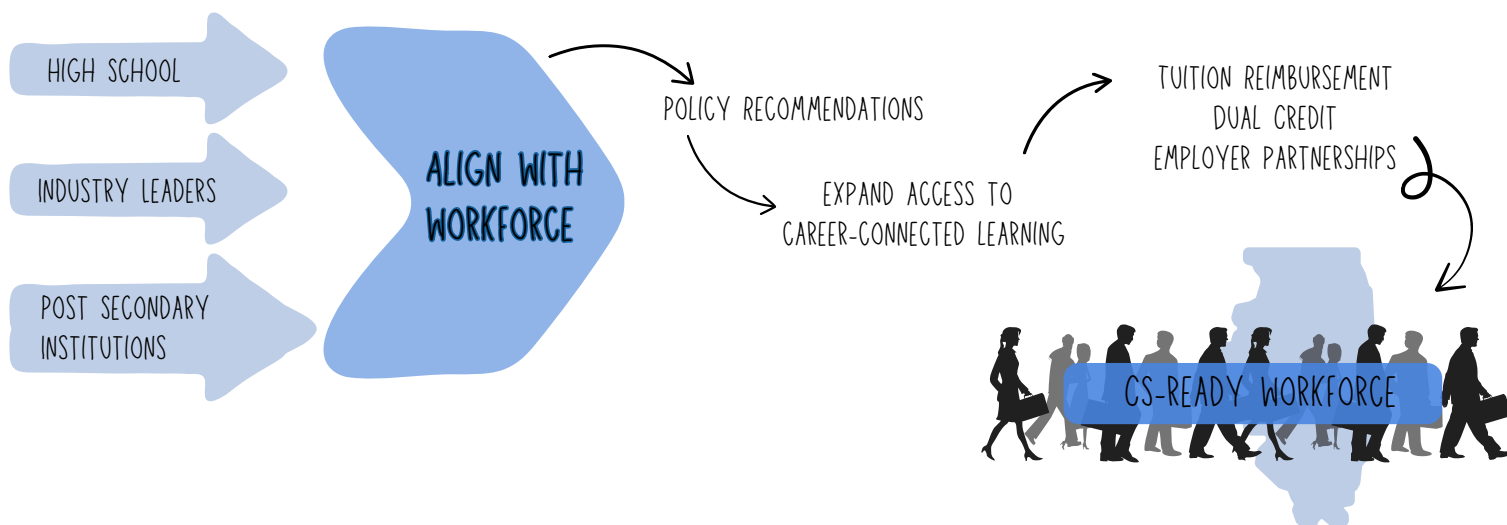 HIGH SCHOOL
INDUSTRY LEADERS
POST SECONDARY
INSTITUTIONS
ALIGN WITH
WORKFORCE
POLICY RECOMMENDATIONS
EXPAND ACCESS TO
CAREER-CONNECTED LEARNING
TUITION REIMBURSEMENT
DUAL CREDIT
EMPLOYER PARTNERSHIPS
CS-READY WORKFORCE